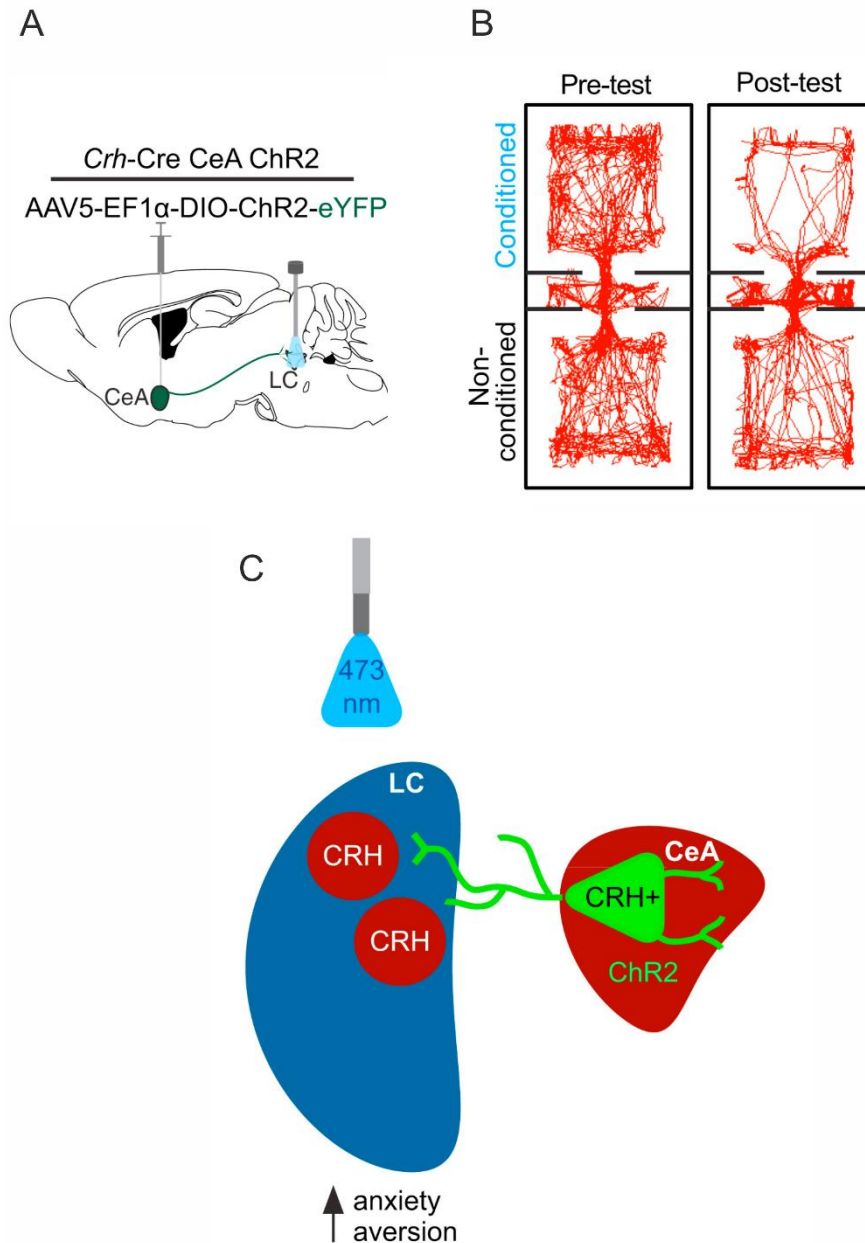 A
Crh-Cre CeA ChR2
AAV5-EF1α-DIO-ChR2-eYFP
CeA
LC
B
Pre-test
Post-test
Conditioned
Non-
conditioned
C
473
nm
LC
CRH
CRH
CeA
CRH+
ChR2
anxiety
aversion